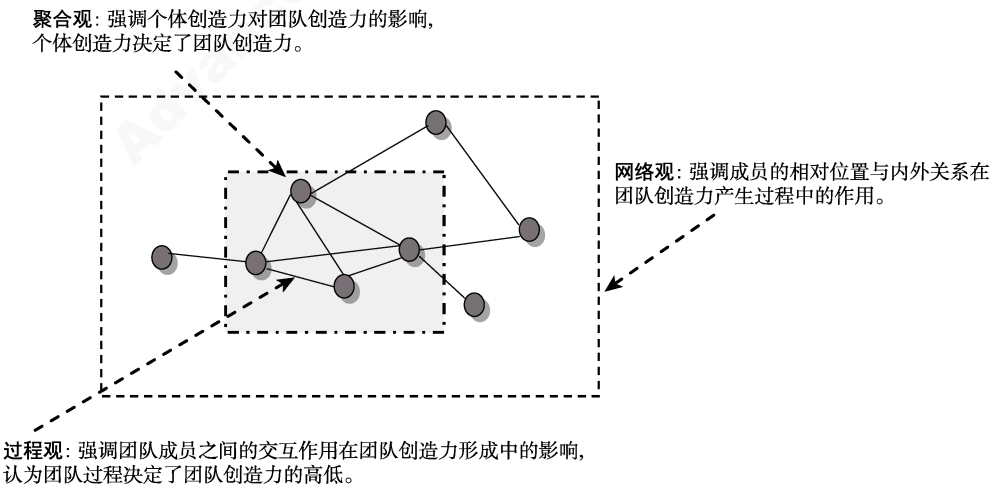 聚合观：强调个体创造力对团队创造力的影响，
个体创造力决定了团队创造力。
网络观：强调成员的相对位置与内外关系在
团队创造力产生过程中的作用。
过程观：强调团队成员之间的交互作用在团队创造力形成中的影响，
认为团队过程决定了团队创造力的高低。